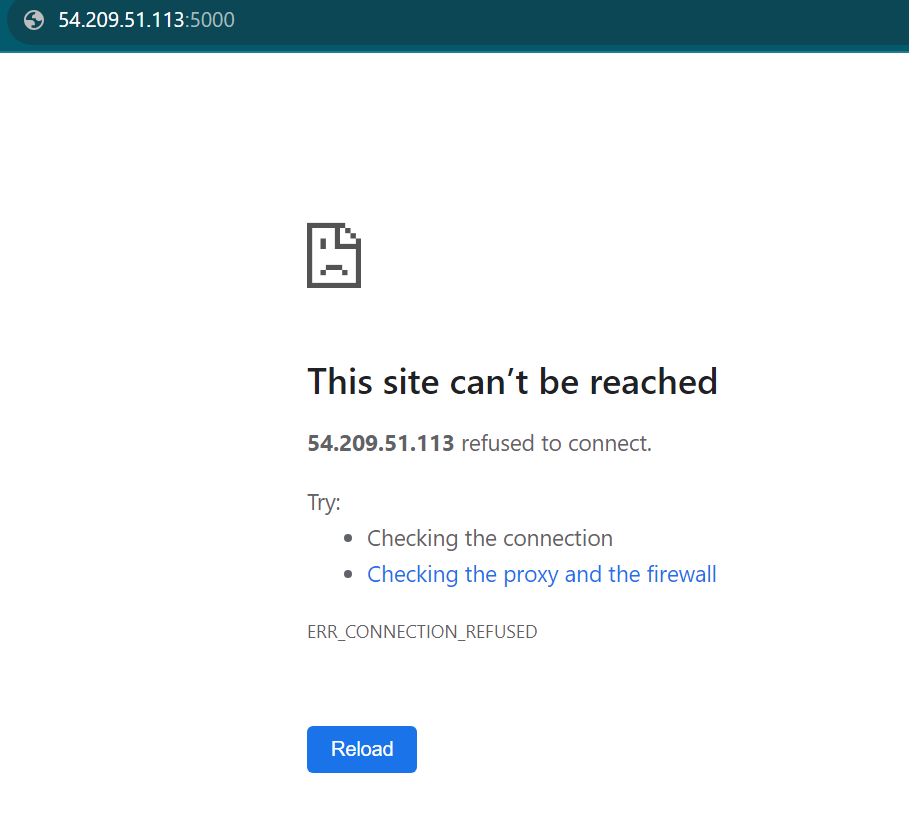 54.209.51.113:5000
This site can’t be reached
54.209.51.113 refused to connect.
Try:
• Checking the connection
• Checking the proxy and the firewall
ERR_CONNECTION_REFUSED
Reload